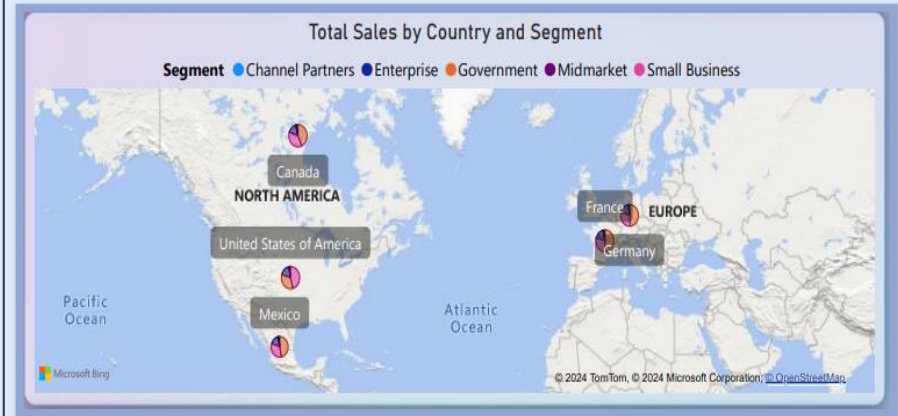 Total Sales by Country and Segment
Segment Channel Partners Enterprise Government Midmarket Small Business
Canada
NORTH AMERICA
United States of America
Mexico
France
EUROPE
Germany
Pacific
Ocean
Atlantic
Ocean
Microsoft Bing
© 2024 TomTom, © 2024 Microsoft Corporation, © OpenStreetMap